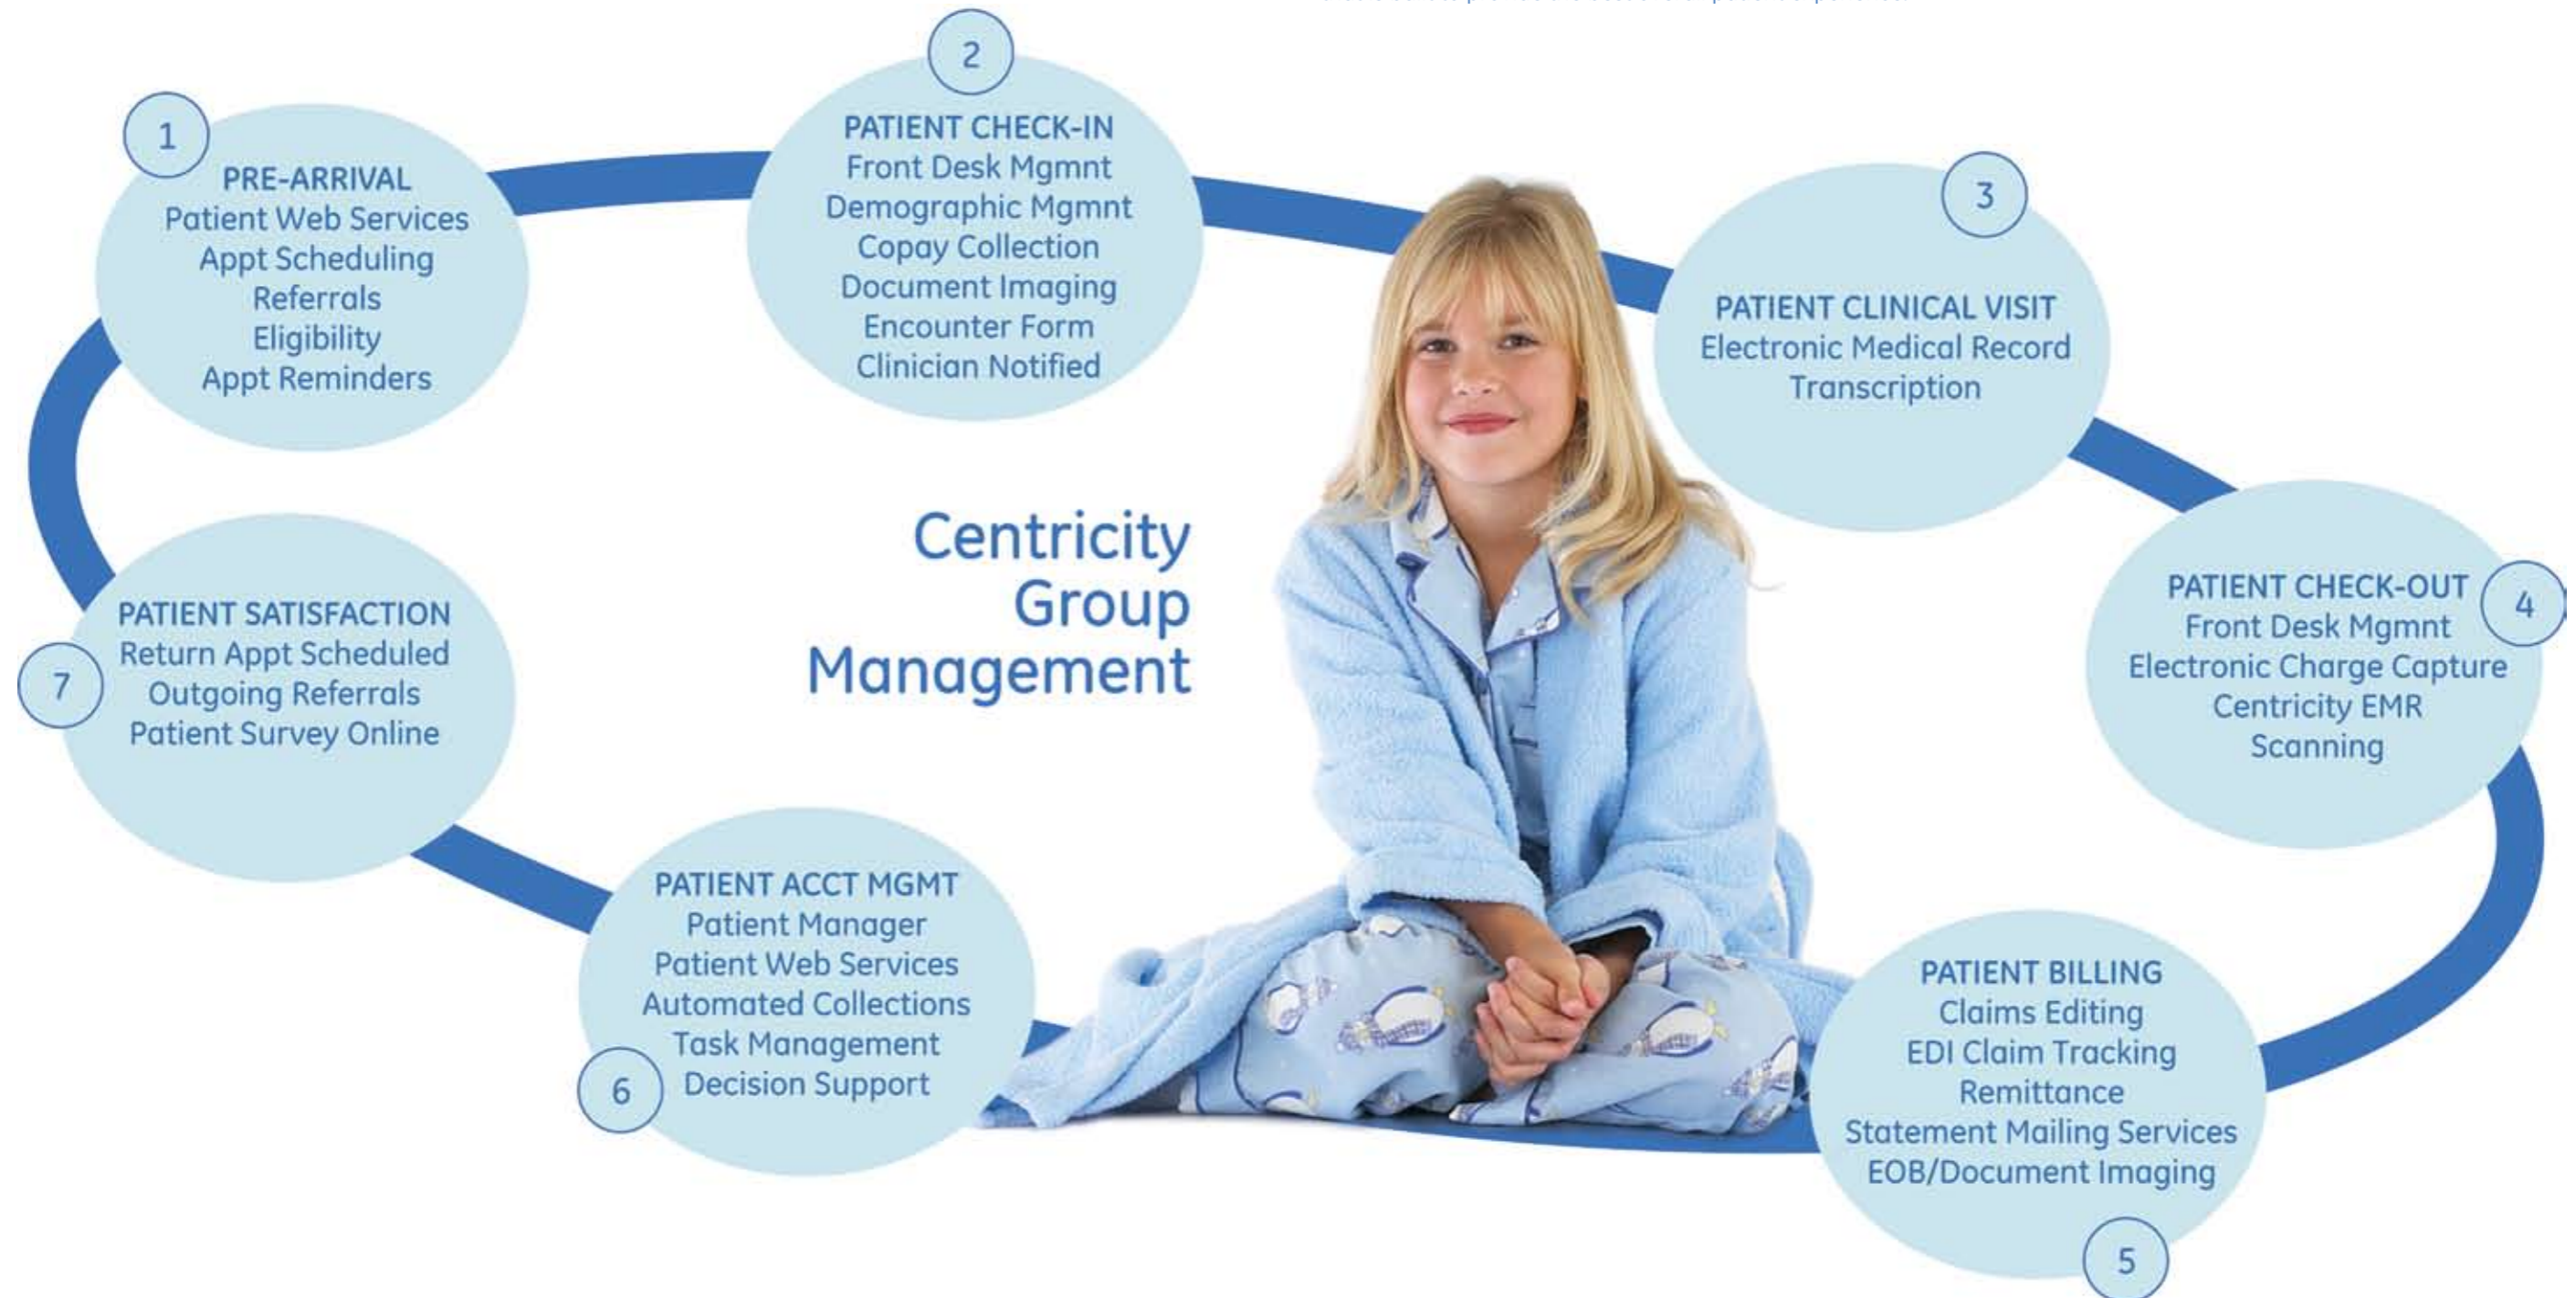 1
PRE-ARRIVAL
Patient Web Services
Appt Scheduling
Referrals
Eligibility
Appt Reminders
2
PATIENT CHECK-IN
Front Desk Mgmnt
Demographic Mgmnt
Copay Collection
Document Imaging
Encounter Form
Clinician Notified
3
PATIENT CLINICAL VISIT
Electronic Medical Record
Transcription
4
PATIENT CHECK-OUT
Front Desk Mgmnt
Electronic Charge Capture
Centricity EMR
Scanning
5
PATIENT BILLING
Claims Editing
EDI Claim Tracking
Remittance
Statement Mailing Services
EOB/Document Imaging
6
PATIENT ACCT MGMT
Patient Manager
Patient Web Services
Automated Collections
Task Management
Decision Support
7
PATIENT SATISFACTION
Return Appt Scheduled
Outgoing Referrals
Patient Survey Online
Centricity
Group
Management